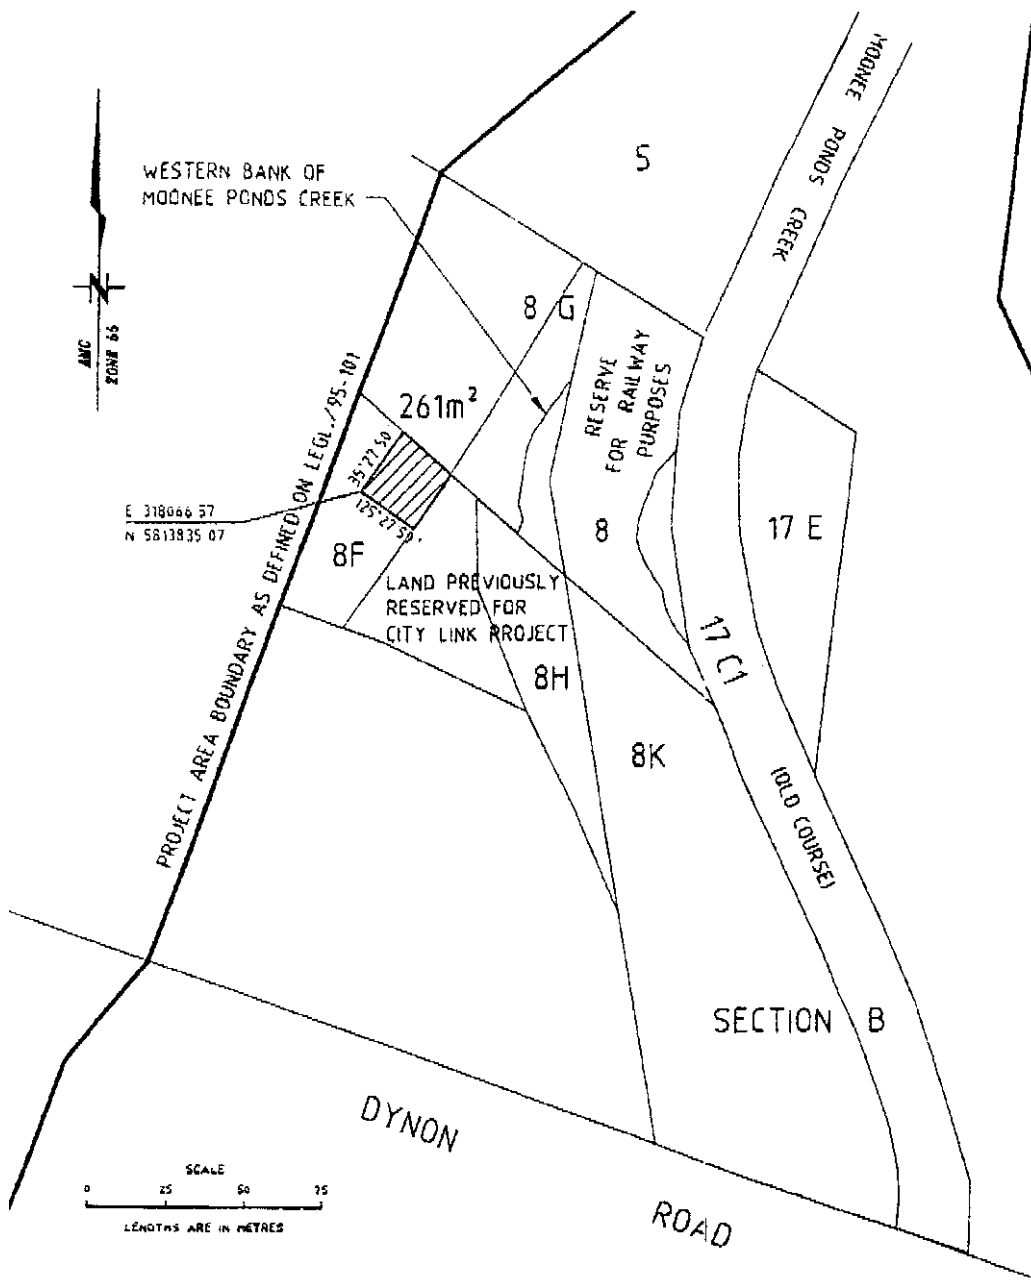 MOONEE PONDS CREEK
S
WESTERN BANK OF
MOONEE PONDS CREEK
N
AMG
ZONE 55
8 G
RESERVE
FOR RAILWAY
PURPOSES
261m²
PROJECT AREA BOUNDARY AS DEFINED ON LEGL./95-101
35°27'50"
125°27'50"
E 318066 57
N 5813835 07
8F
8
17 E
LAND PREVIOUSLY
RESERVED FOR
CITY LINK PROJECT
17 C1
8H
8K
(OLD COURSE)
SECTION B
DYNON
ROAD
SCALE
0 25 50 75
LENGTHS ARE IN METRES